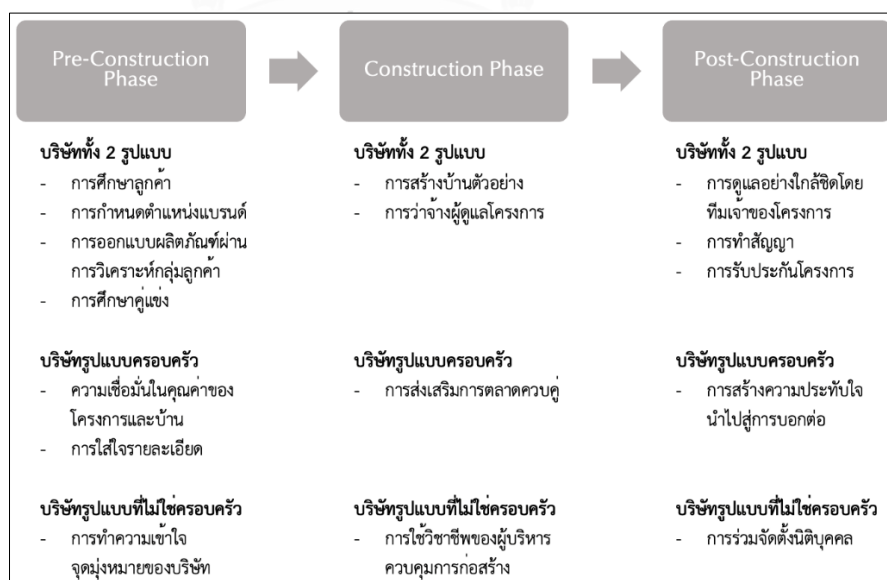 Pre-Construction
Phase
Construction Phase
Post-Construction
Phase
บริษัททั้ง 2 รูปแบบ
- การศึกษาลูกค้า
- การกำหนดตำแหน่งแบรนด์
- การออกแบบผลิตภัณฑ์ผ่าน
การวิเคราะห์กลุ่มลูกค้า
- การศึกษาคู่แข่ง
บริษัททั้ง 2 รูปแบบ
- การสร้างบ้านตัวอย่าง
- การว่าจ้างผู้ดูแลโครงการ
บริษัททั้ง 2 รูปแบบ
- การดูแลอย่างใกล้ชิดโดย
ทีมเจ้าของโครงการ
- การทำสัญญา
- การรับประกันโครงการ
บริษัทรูปแบบครอบครัว
- ความเชื่อมั่นในคุณค่าของ
โครงการและบ้าน
- การใส่ใจรายละเอียด
บริษัทรูปแบบครอบครัว
- การส่งเสริมการตลาดควบคู่
บริษัทรูปแบบครอบครัว
- การสร้างความประทับใจ
นำไปสู่การบอกต่อ
บริษัทรูปแบบที่ไม่ใช่ครอบครัว
- การทำความเข้าใจ
จุดมุ่งหมายของบริษัท
บริษัทรูปแบบที่ไม่ใช่ครอบครัว
- การใช้วิชาชีพของผู้บริหาร
ควบคุมการก่อสร้าง
บริษัทรูปแบบที่ไม่ใช่ครอบครัว
- การร่วมจัดตั้งนิติบุคคล